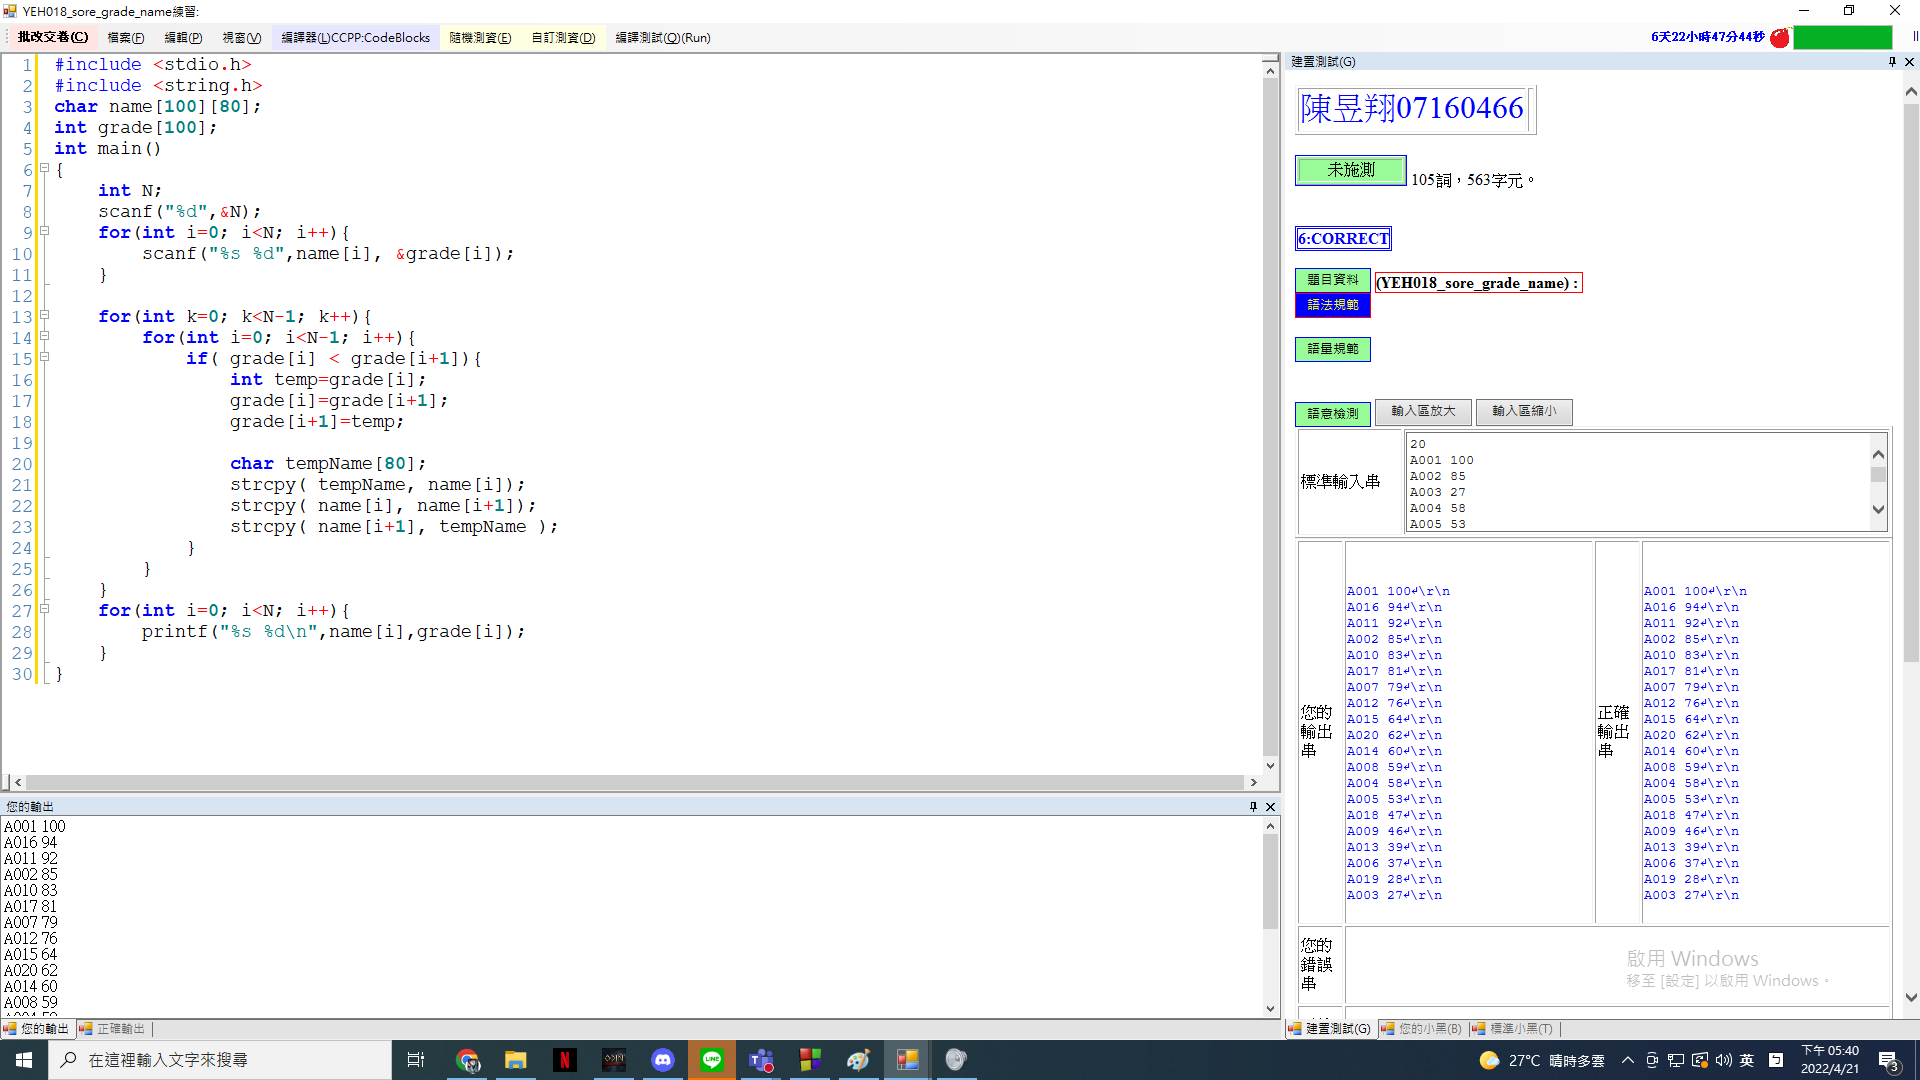 YEH018_sore_grade_name練習:
批改交卷(C) 檔案(F) 編輯(P) 視窗(V) 編譯器(L)CCPP:CodeBlocks 隨機測資(E) 自訂測資(D) 編譯測試(Q)(Run) 6天22小時47分44秒
1 #include <stdio.h>
2 #include <string.h>
3 char name[100][80];
4 int grade[100];
5 int main()
6 {
7 int N;
8 scanf("%d",&N);
9 for(int i=0; i<N; i++){
10 scanf("%s %d",name[i], &grade[i]);
11 }
12
13 for(int k=0; k<N-1; k++){
14 for(int i=0; i<N-1; i++){
15 if( grade[i] < grade[i+1]){
16 int temp=grade[i];
17 grade[i]=grade[i+1];
18 grade[i+1]=temp;
19
20 char tempName[80];
21 strcpy( tempName, name[i]);
22 strcpy( name[i], name[i+1]);
23 strcpy( name[i+1], tempName );
24 }
25 }
26 }
27 for(int i=0; i<N; i++){
28 printf("%s %d\n",name[i],grade[i]);
29 }
30 }
您的輸出
A001 100
A016 94
A011 92
A002 85
A010 83
A017 81
A007 79
A012 76
A015 64
A020 62
A014 60
A008 59
您的輸出 正確輸出
建置測試(G)
陳昱翔07160466
未施測 105詞，563字元。
6:CORRECT
題目資料 (YEH018_sore_grade_name) :
語法規範
語量規範
語意檢測 輸入區放大 輸入區縮小
標準輸入串
20
A001 100
A002 85
A003 27
A004 58
A005 53
您的輸出串
A001 100↵\r\n
A016 94↵\r\n
A011 92↵\r\n
A002 85↵\r\n
A010 83↵\r\n
A017 81↵\r\n
A007 79↵\r\n
A012 76↵\r\n
A015 64↵\r\n
A020 62↵\r\n
A014 60↵\r\n
A008 59↵\r\n
A004 58↵\r\n
A005 53↵\r\n
A018 47↵\r\n
A009 46↵\r\n
A013 39↵\r\n
A006 37↵\r\n
A019 28↵\r\n
A003 27↵\r\n
正確輸出串
A001 100↵\r\n
A016 94↵\r\n
A011 92↵\r\n
A002 85↵\r\n
A010 83↵\r\n
A017 81↵\r\n
A007 79↵\r\n
A012 76↵\r\n
A015 64↵\r\n
A020 62↵\r\n
A014 60↵\r\n
A008 59↵\r\n
A004 58↵\r\n
A005 53↵\r\n
A018 47↵\r\n
A009 46↵\r\n
A013 39↵\r\n
A006 37↵\r\n
A019 28↵\r\n
A003 27↵\r\n
您的錯誤串
啟用 Windows
移至 [設定] 以啟用 Windows。
建置測試(G) 您的小黑(B) 標準小黑(T)
在這裡輸入文字來搜尋
27°C 晴時多雲
英
下午 05:40
2022/4/21
3